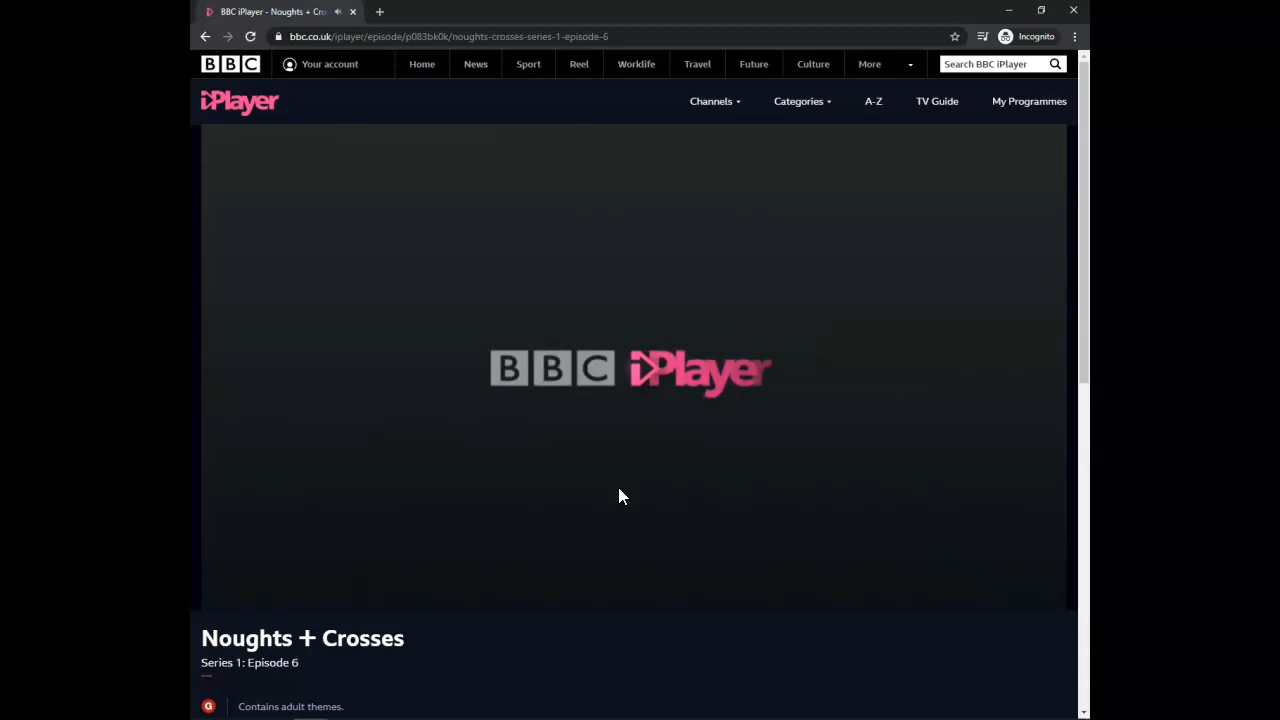 BBC iPlayer - Noughts + Cro
bbc.co.uk/iplayer/episode/p083bk0k/noughts-crosses-series-1-episode-6
Incognito
BBC Your account Home News Sport Reel Worklife Travel Future Culture More Search BBC iPlayer
iPlayer Channels Categories A-Z TV Guide My Programmes
BBC iPlayer
Noughts + Crosses
Series 1: Episode 6
G Contains adult themes.